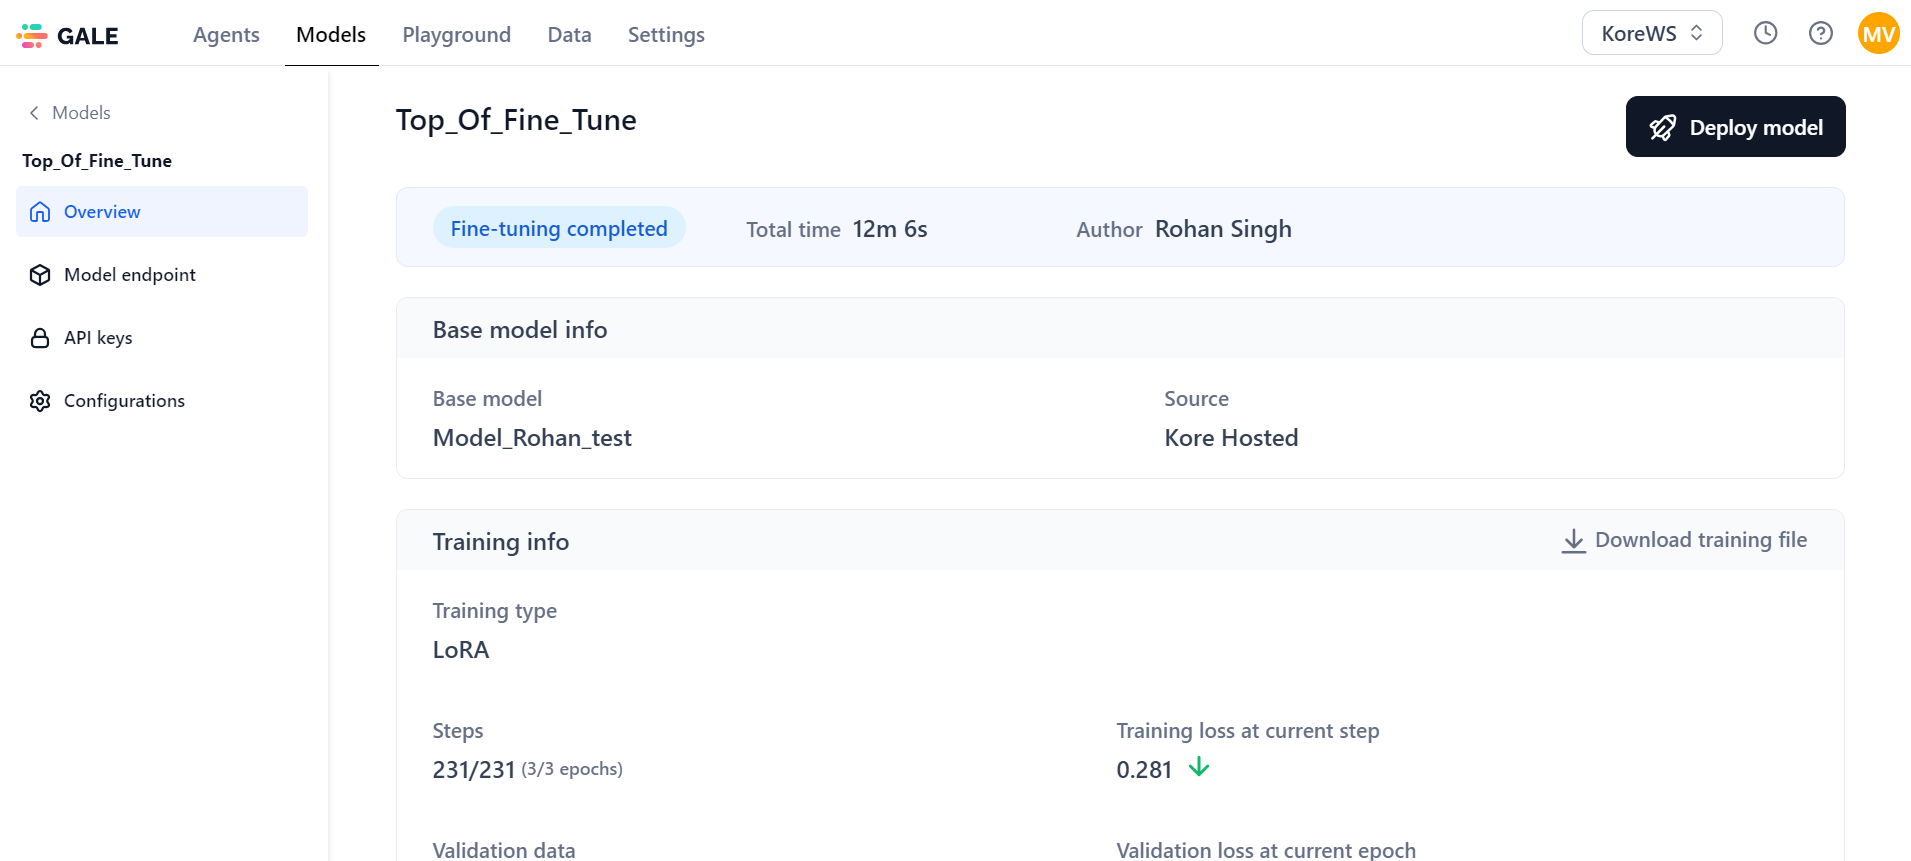 GALE
Agents
Models
Playground
Data
Settings
KoreWS
MV
Models
Top_Of_Fine_Tune
Overview
Model endpoint
API keys
Configurations
Top_Of_Fine_Tune
Deploy model
Fine-tuning completed
Total time 12m 6s
Author Rohan Singh
Base model info
Base model
Model_Rohan_test
Source
Kore Hosted
Training info
Download training file
Training type
LoRA
Steps
231/231 (3/3 epochs)
Training loss at current step
0.281
Validation data
Validation loss at current epoch